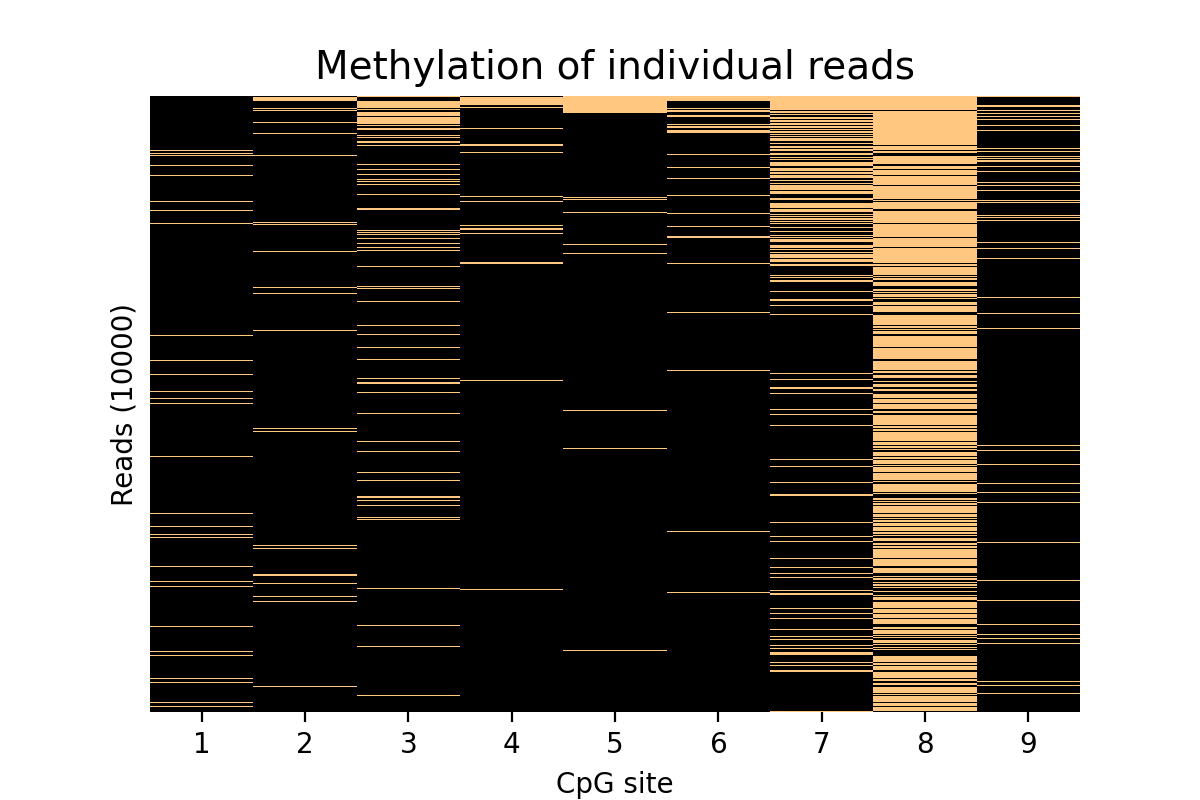 Methylation of individual reads
Reads (10000)
1 2 3 4 5 6 7 8 9
CpG site